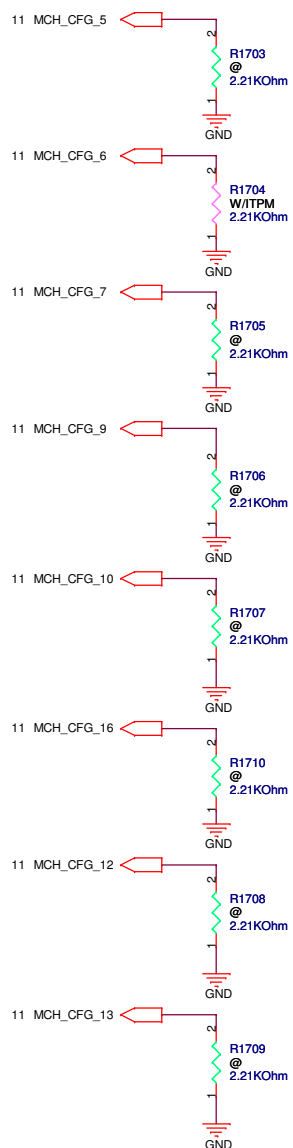 11 MCH_CFG_5
2
R1703
@
2.21KOhm
1
GND
11 MCH_CFG_6
2
R1704
W/ITPM
2.21KOhm
1
GND
11 MCH_CFG_7
2
R1705
@
2.21KOhm
1
GND
11 MCH_CFG_9
2
R1706
@
2.21KOhm
1
GND
11 MCH_CFG_10
2
R1707
@
2.21KOhm
1
GND
11 MCH_CFG_16
2
R1710
@
2.21KOhm
1
GND
11 MCH_CFG_12
2
R1708
@
2.21KOhm
1
GND
11 MCH_CFG_13
2
R1709
@
2.21KOhm
1
GND